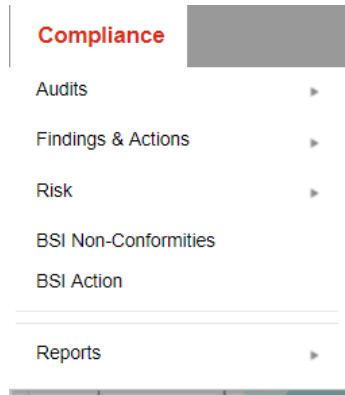 Compliance
Audits
Findings & Actions
Risk
BSI Non-Conformities
BSI Action
Reports